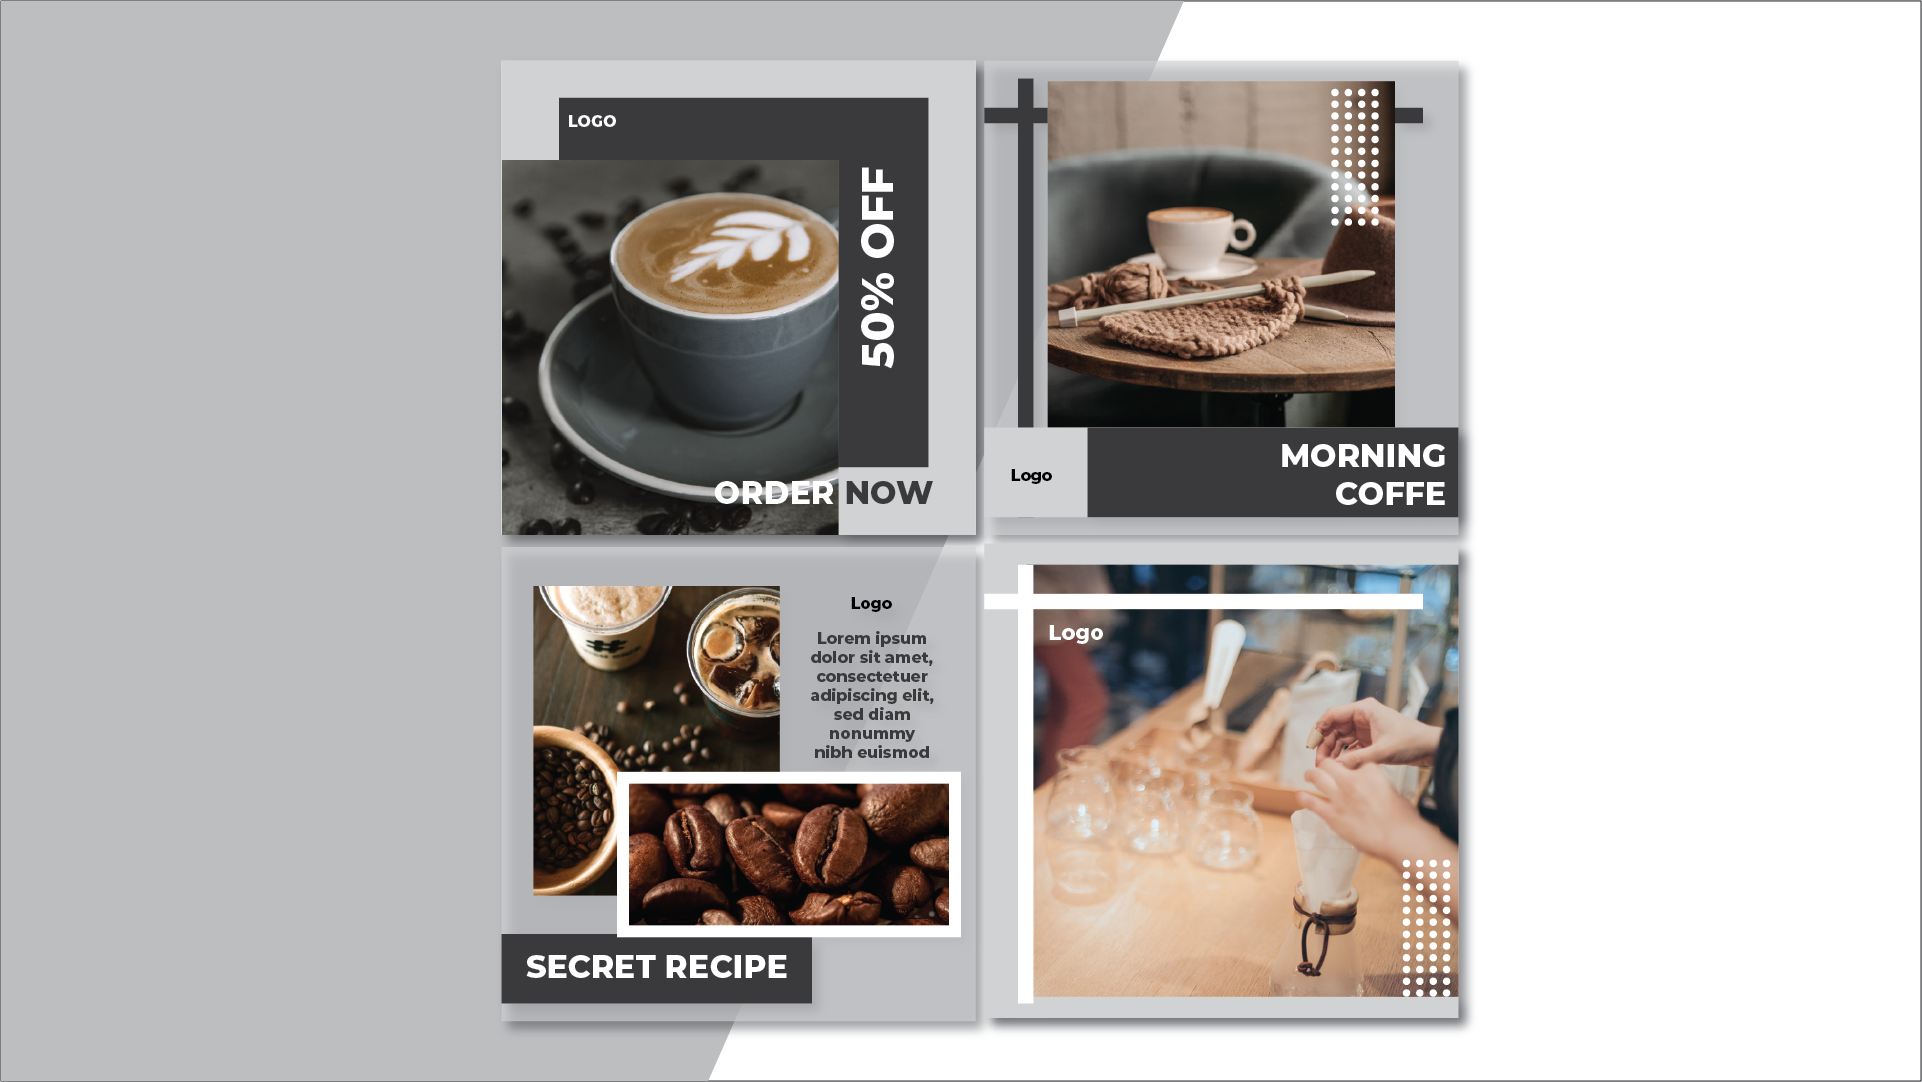 LOGO
50% OFF
ORDER NOW
Logo
MORNING
COFFE
Logo
Lorem ipsum
dolor sit amet,
consectetuer
adipiscing elit,
sed diam
nonummy
nibh euismod
SECRET RECIPE
Logo